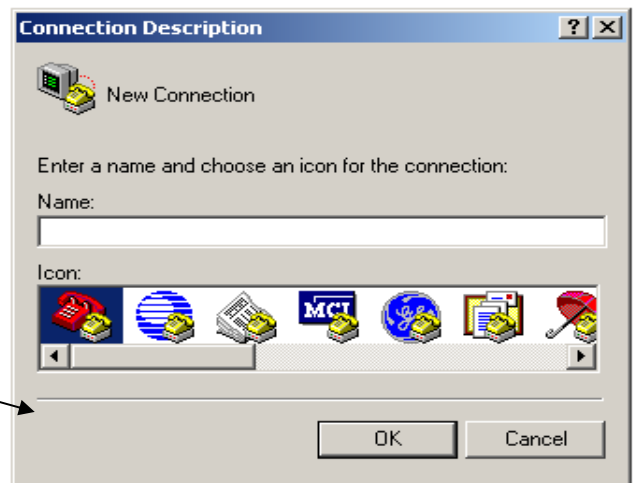 Connection Description
New Connection
Enter a name and choose an icon for the connection:
Name:
Icon:
MCI
OK
Cancel